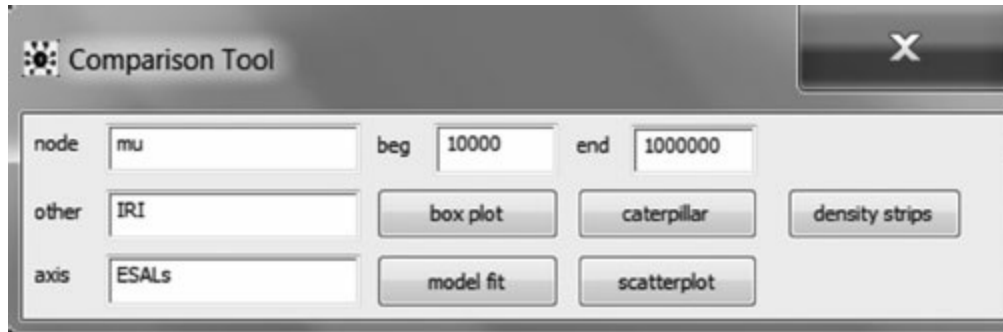 Comparison Tool X
node mu beg 10000 end 1000000
other IRI box plot caterpillar density strips
axis ESALs model fit scatterplot